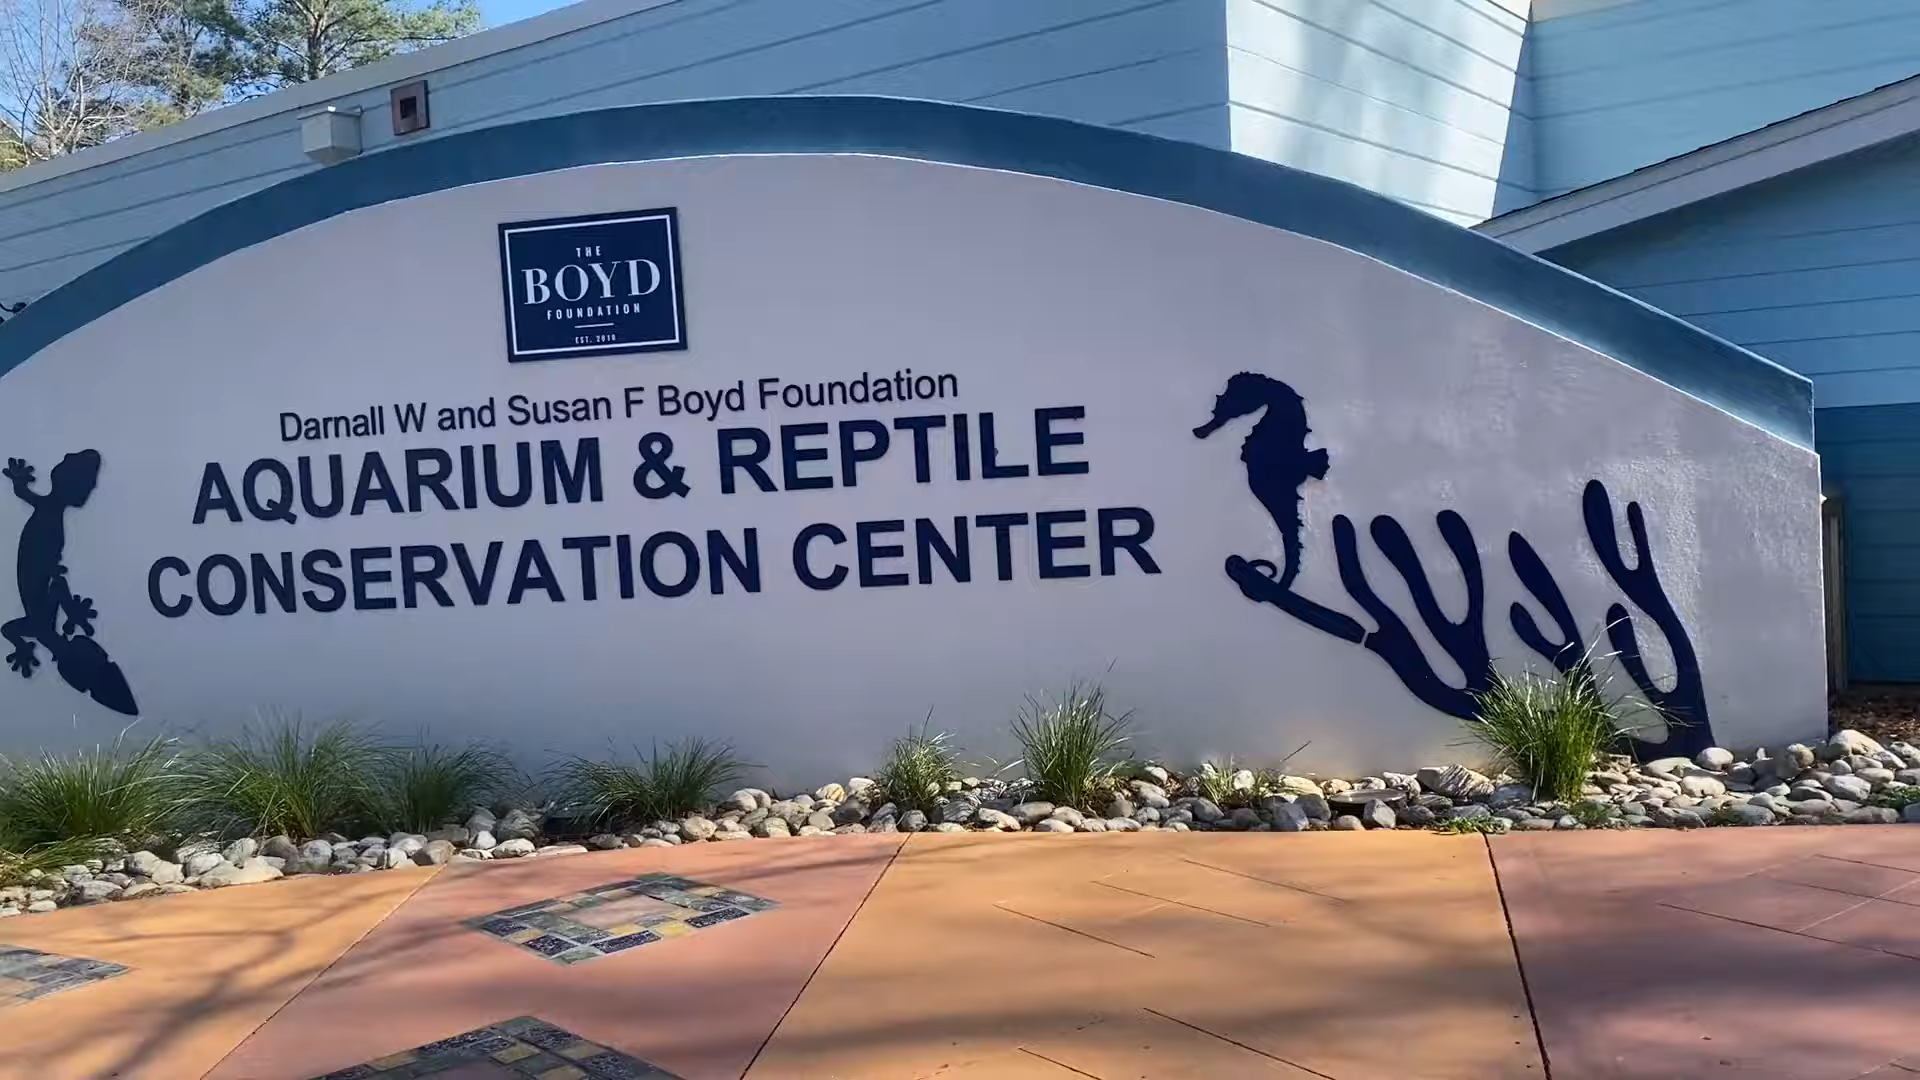 THE
BOYD
FOUNDATION
EST. 2010
Darnall W and Susan F Boyd Foundation
AQUARIUM & REPTILE
CONSERVATION CENTER